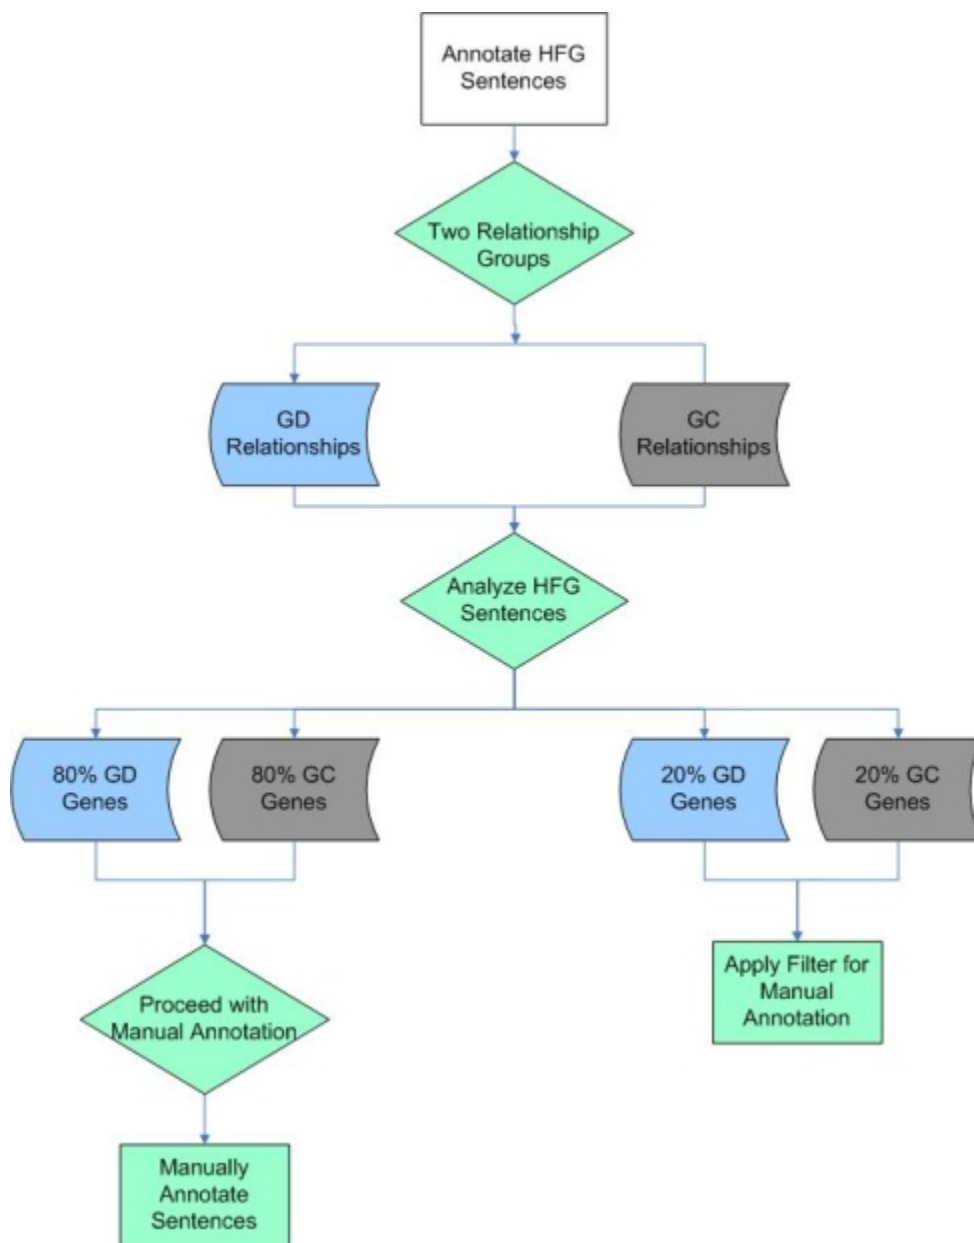 Annotate HFG
Sentences
Two Relationship
Groups
GD
Relationships
GC
Relationships
Analyze HFG
Sentences
80% GD
Genes
80% GC
Genes
20% GD
Genes
20% GC
Genes
Proceed with
Manual Annotation
Apply Filter for
Manual
Annotation
Manually
Annotate
Sentences